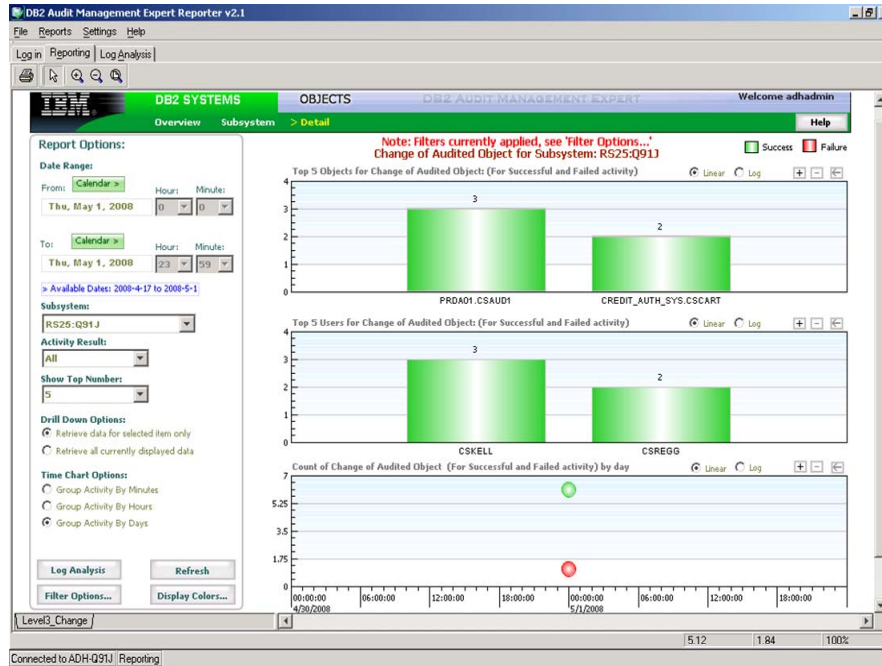 DB2 Audit Management Expert Reporter v2.1
File Reports Settings Help
Log in Reporting Log Analysis
IBM. DB2 SYSTEMS OBJECTS DB2 AUDIT MANAGEMENT EXPERT Welcome adhadmin
Overview Subsystem > Detail Help
Report Options:
Date Range:
From: Calendar > Hour: Minute:
Thu, May 1, 2008 0 0
To: Calendar > Hour: Minute:
Thu, May 1, 2008 23 59
> Available Dates: 2008-4-17 to 2008-5-1
Subsystem:
RS25:Q91J
Activity Result:
All
Show Top Number:
5
Drill Down Options:
Retrieve data for selected item only
Retrieve all currently displayed data
Time Chart Options:
Group Activity By Minutes
Group Activity By Hours
Group Activity By Days
Log Analysis Refresh
Filter Options... Display Colors...
Note: Filters currently applied, see 'Filter Options...'
Change of Audited Object for Subsystem: RS25:Q91J
Success Failure
Top 5 Objects for Change of Audited Object: (For Successful and Failed activity) Linear Log
4
3
2
1
0
3
2
PRDA01.CSAUD1 CREDIT_AUTH_SYS.CSCART
Top 5 Users for Change of Audited Object: (For Successful and Failed activity) Linear Log
4
3
2
1
0
3
2
CSKELL CSREGG
Count of Change of Audited Object (For Successful and Failed activity) by day Linear Log
7
5.25
3.5
1.75
0
00:00:00 06:00:00 12:00:00 18:00:00 00:00:00 06:00:00 12:00:00 18:00:00
4/30/2008 5/1/2008
Level3_Change
5.12 1.84 100%
Connected to ADH-Q91J Reporting